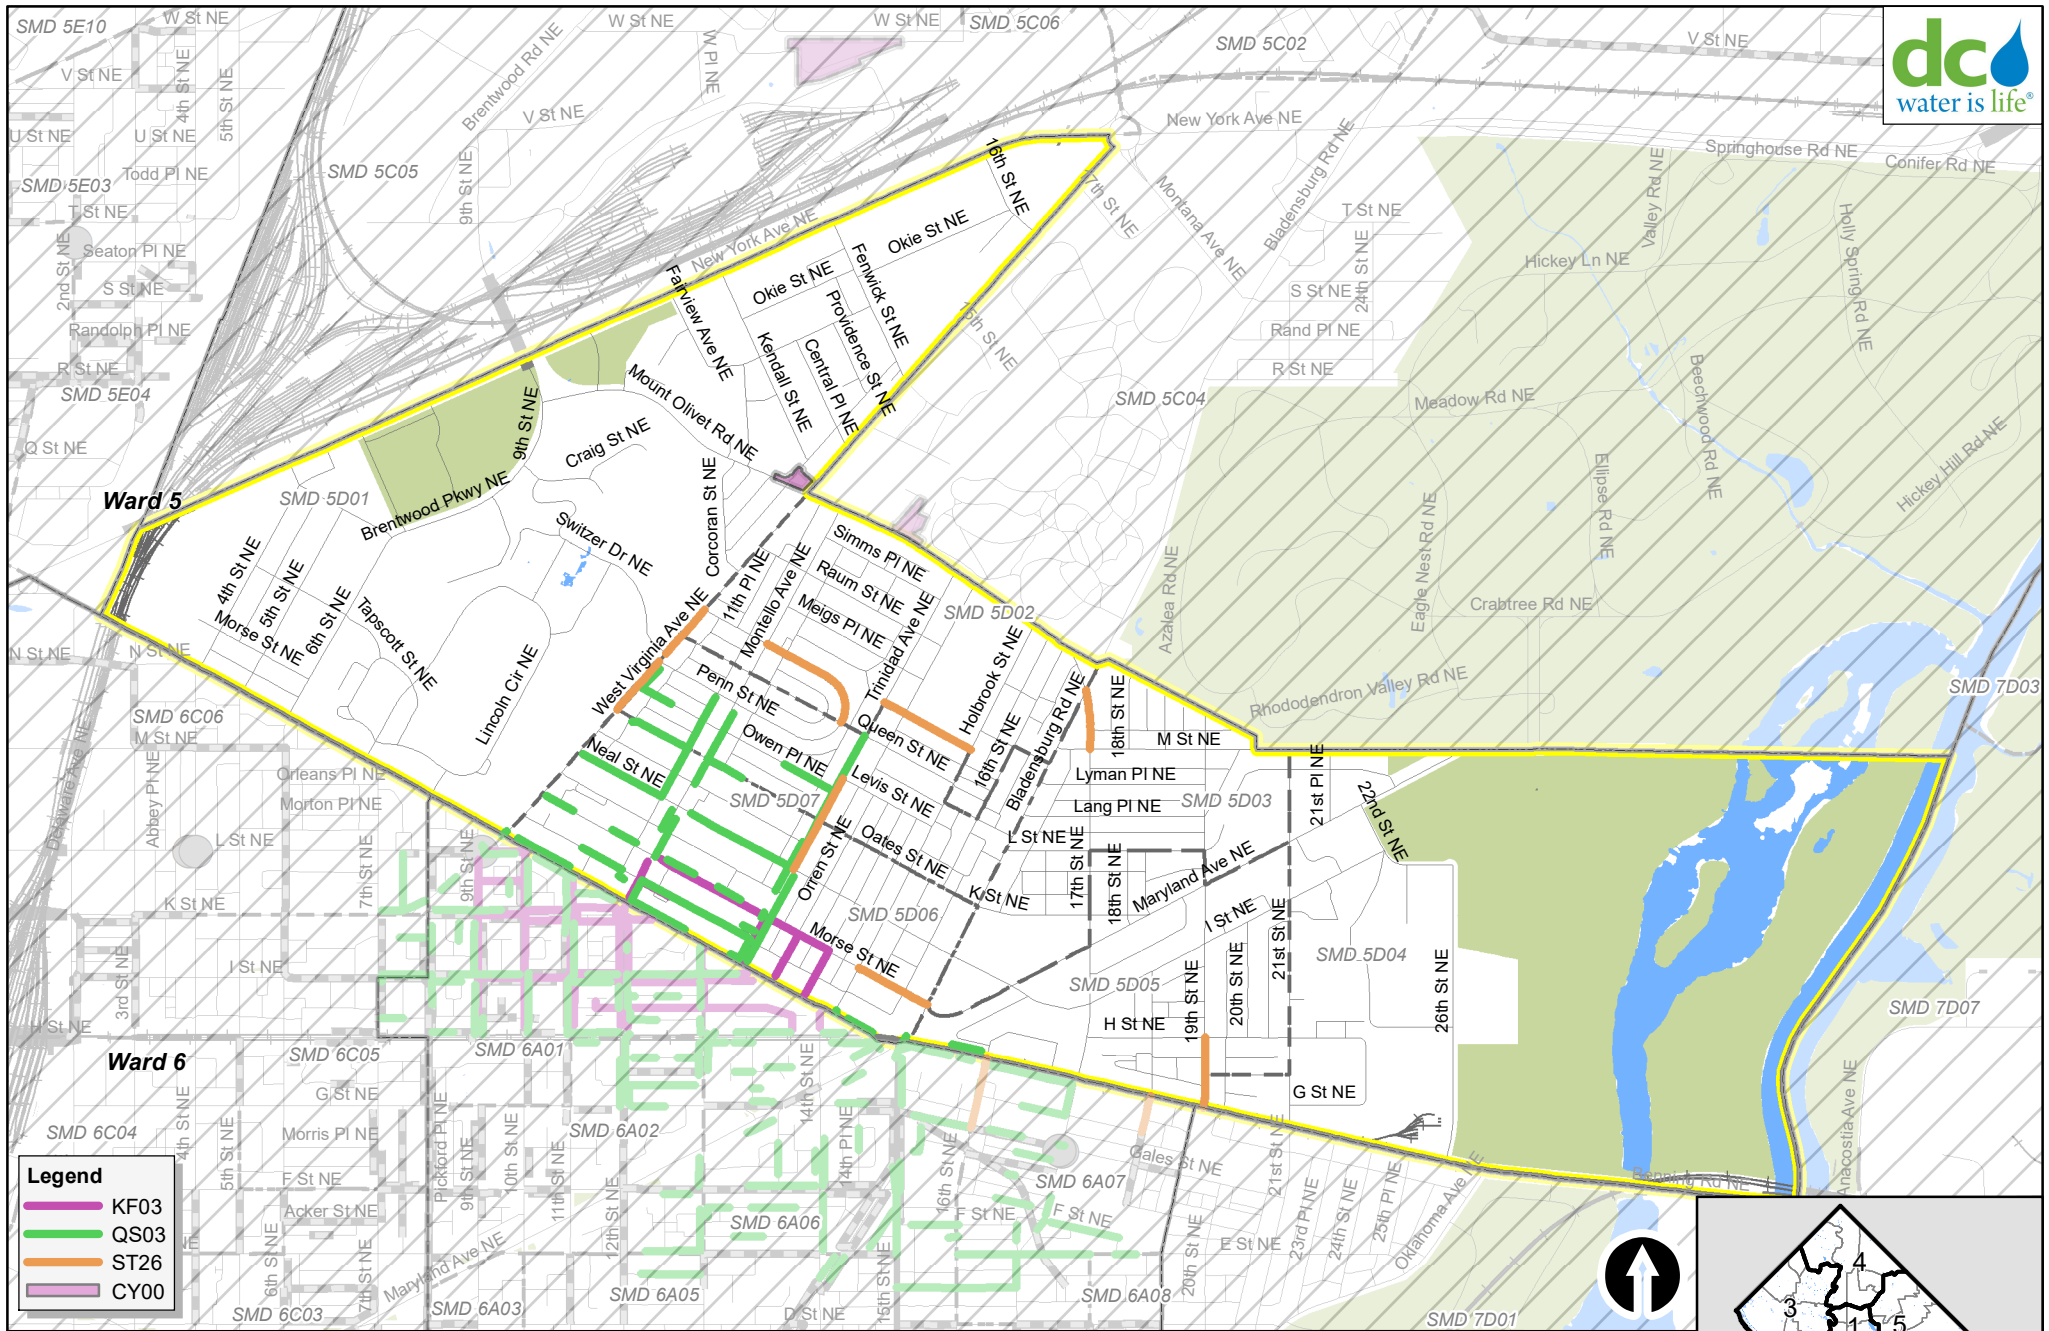 SMD 5E10
W St NE
W St NE
W St NE
SMD 5C06
SMD 5C02
V St NE
dc
water is life®
V St NE
4th St NE
5th St NE
Brentwood Rd NE
W Pl NE
V St NE
U St NE
U St NE
New York Ave NE
Bladensburg Rd NE
Springhouse Rd NE
Conifer Rd NE
SMD 5C05
Todd Pl NE
SMD 5E03
9th St NE
16th St NE
17th St NE
Montana Ave NE
Valley Rd NE
Holly Spring Rd NE
T St NE
T St NE
2nd St NE
Seaton Pl NE
New York Ave NE
Okie St NE
Hickey Ln NE
S St NE
Fairview Ave NE
Okie St NE
Fenwick St NE
Providence St NE
S St NE
24th St NE
Randolph Pl NE
16th St NE
Rand Pl NE
R St NE
Kendall St NE
Central Pl NE
R St NE
Beechwood Rd NE
SMD 5E04
Mount Olivet Rd NE
SMD 5C04
Meadow Rd NE
Q St NE
9th St NE
Craig St NE
Hickey Hill Rd NE
Ward 5
SMD 5D01
Brentwood Pkwy NE
Corcoran St NE
Ellipse Rd NE
Eagle Nest Rd NE
Switzer Dr NE
Simms Pl NE
Azalea Rd NE
4th St NE
5th St NE
11th Pl NE
Montello Ave NE
Raum St NE
Meigs Pl NE
Trinidad Ave NE
SMD 5D02
Crabtree Rd NE
Morse St NE
6th St NE
Tapscott St NE
West Virginia Ave NE
Holbrook St NE
N St NE
N St NE
Lincoln Cir NE
Penn St NE
Bladensburg Rd NE
18th St NE
Rhododendron Valley Rd NE
SMD 7D03
SMD 6C06
M St NE
Queen St NE
16th St NE
M St NE
Delaware Ave NE
Abbey Pl NE
Orleans Pl NE
Neal St NE
Owen Pl NE
Levis St NE
Lyman Pl NE
21st Pl NE
22nd St NE
Morton Pl NE
SMD 5D07
Lang Pl NE
SMD 5D03
L St NE
7th St NE
9th St NE
Orren St NE
Oates St NE
L St NE
17th St NE
18th St NE
Maryland Ave NE
K St NE
K St NE
SMD 5D06
I St NE
21st St NE
3rd St NE
I St NE
Morse St NE
SMD 5D05
19th St NE
20th St NE
SMD 5D04
26th St NE
H St NE
H St NE
SMD 7D07
Ward 6
SMD 6C05
SMD 6A01
14th St NE
G St NE
G St NE
Anacostia Ave NE
SMD 6C04
4th St NE
5th St NE
Morris Pl NE
Pickford Pl NE
9th St NE
10th St NE
11th St NE
SMD 6A02
14th Pl NE
16th St NE
Gales St NE
21st St NE
Benning Rd NE
F St NE
SMD 6A07
Acker St NE
12th St NE
SMD 6A06
F St NE
F St NE
20th St NE
E St NE
23rd Pl NE
24th St NE
25th Pl NE
Oklahoma Ave NE
6th St NE
7th St NE
Maryland Ave NE
15th St NE
SMD 6C03
SMD 6A03
SMD 6A05
D St NE
SMD 6A08
SMD 7D01
Legend
KF03
QS03
ST26
CY00
4
3
1
5